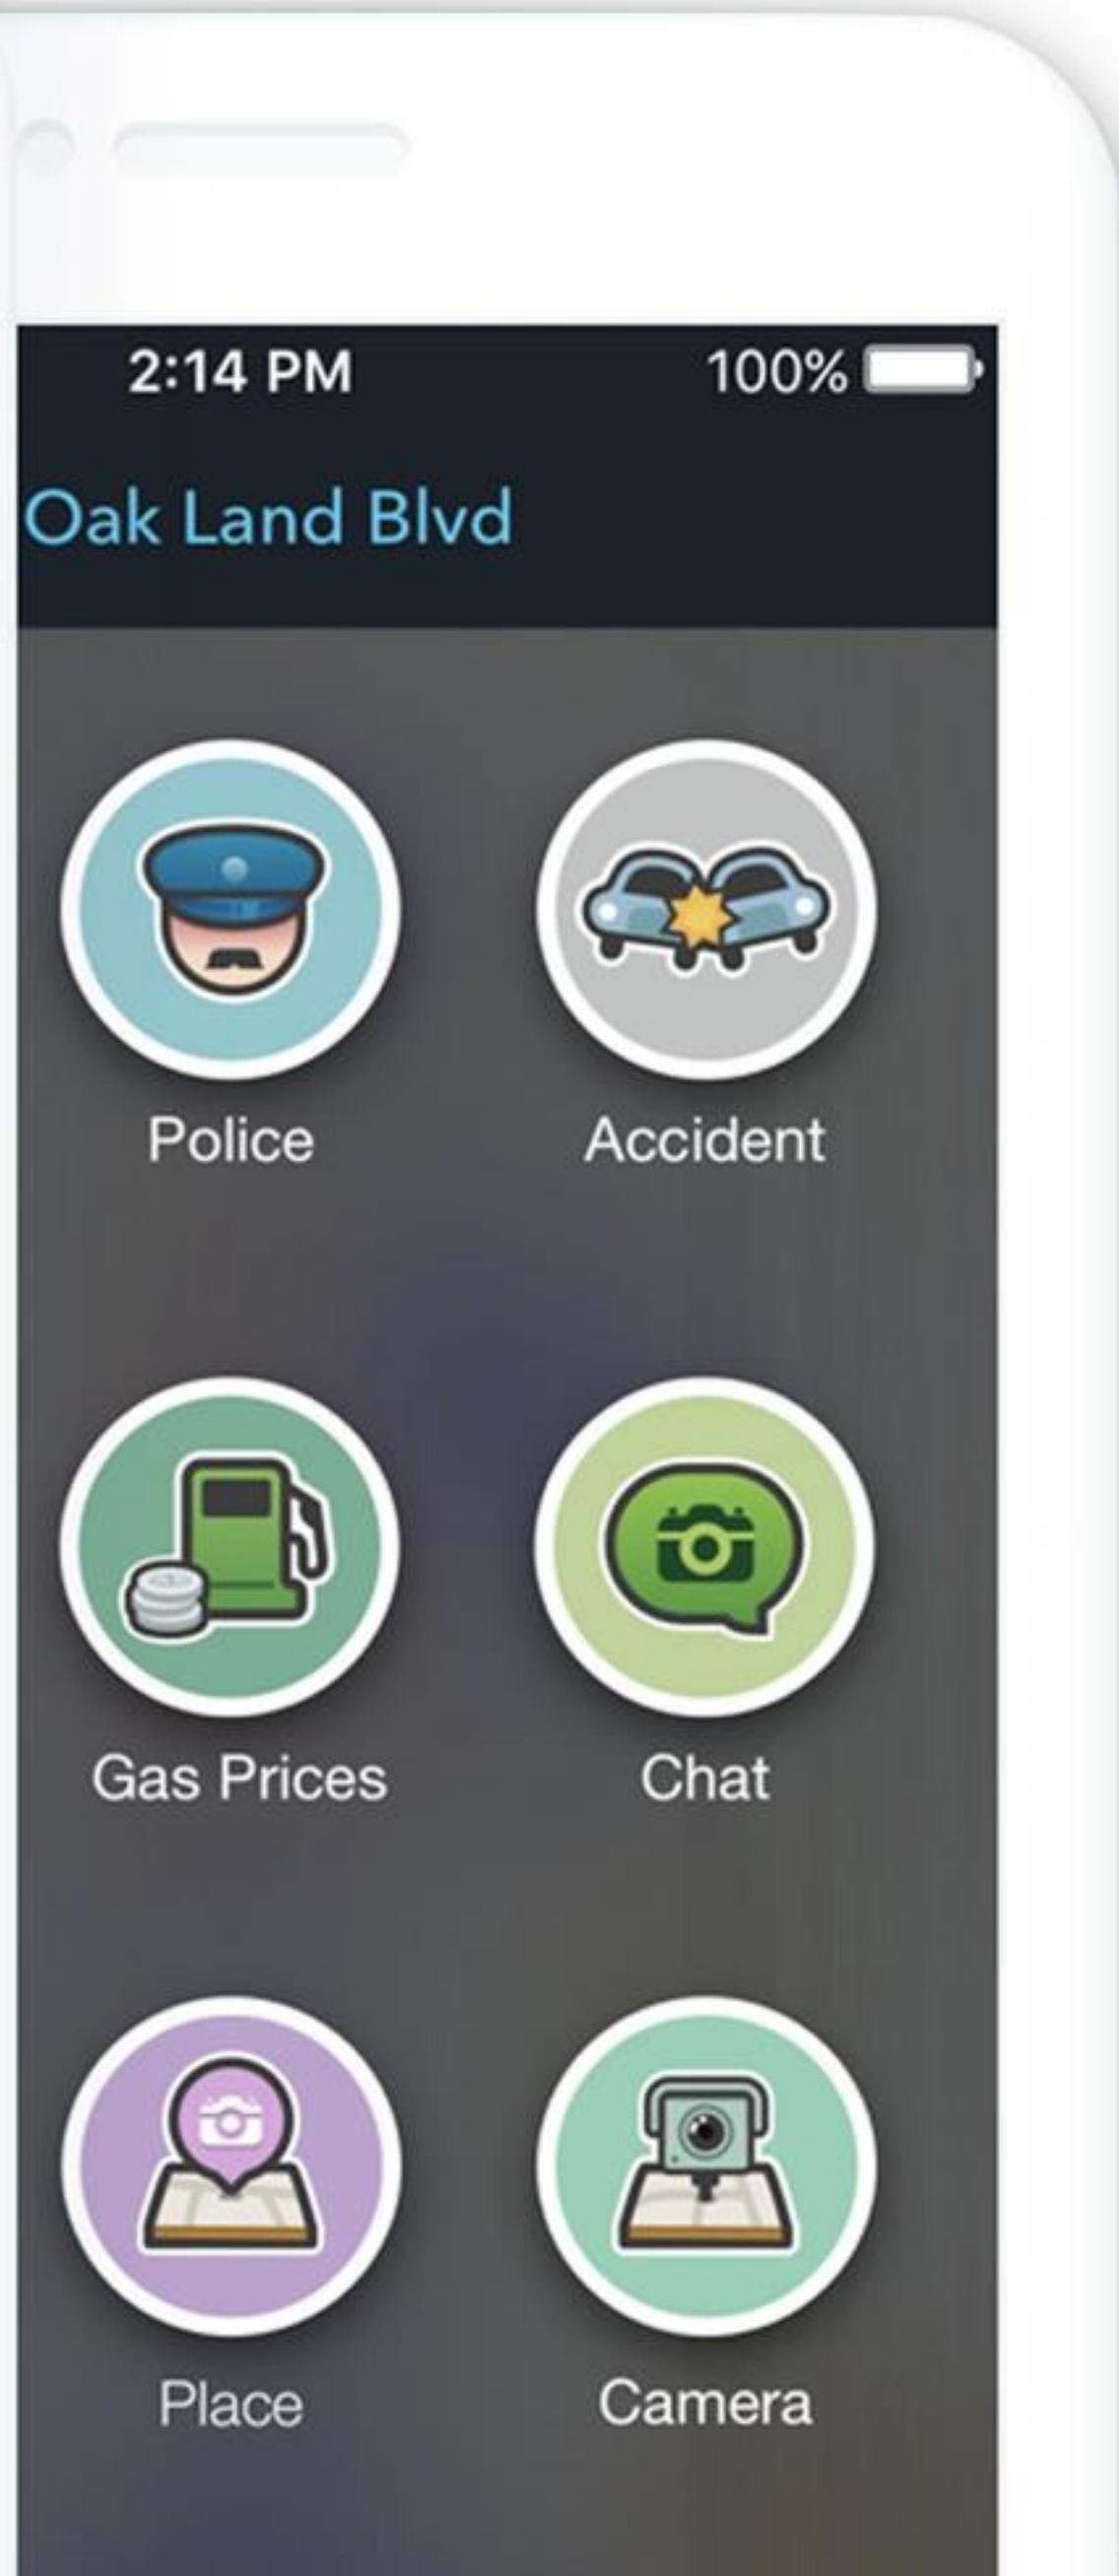 2:14 PM 100%
Oak Land Blvd
Police Accident
Gas Prices Chat
Place Camera